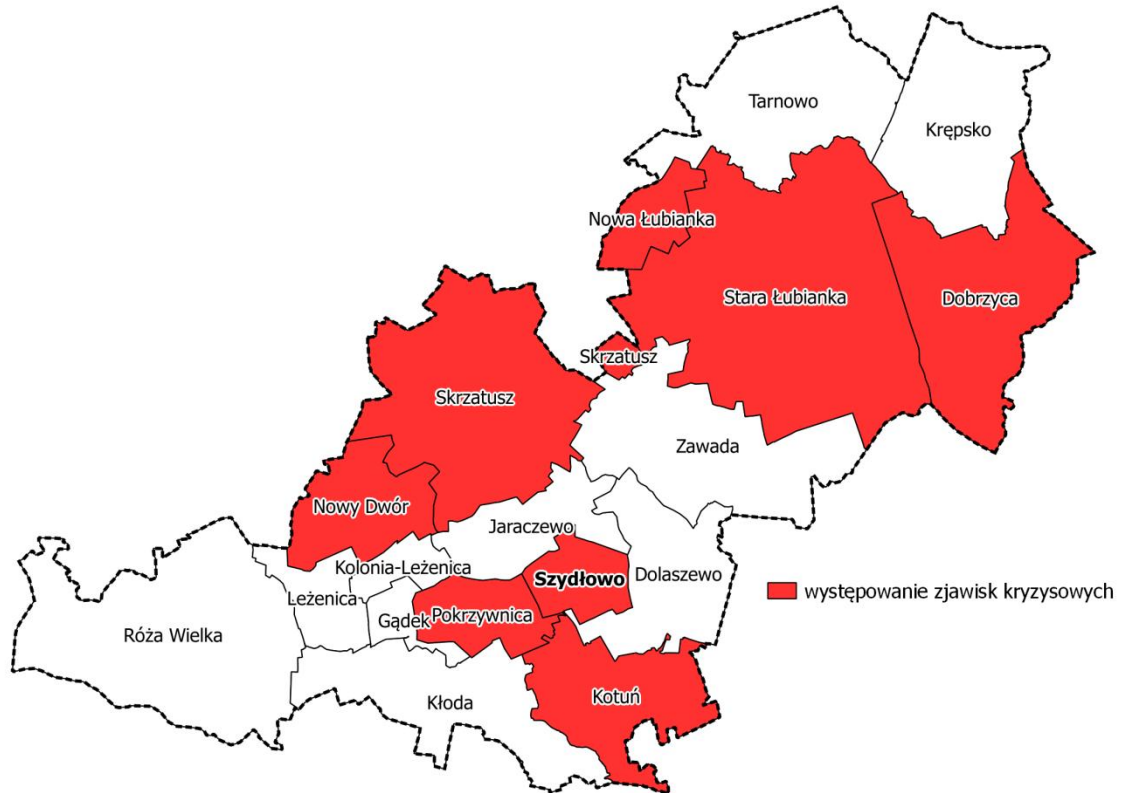 Tarnowo
Krępsko
Nowa Łubianka
Stara Łubianka
Dobrzyca
Skrzatusz
Skrzatusz
Zawada
Nowy Dwór
Jaraczewo
Kolonia-Leżenica
Szydłowo
Dolaszewo
Leżenica
występowanie zjawisk kryzysowych
Gądek
Pokrzywnica
Róża Wielka
Kłoda
Kotuń